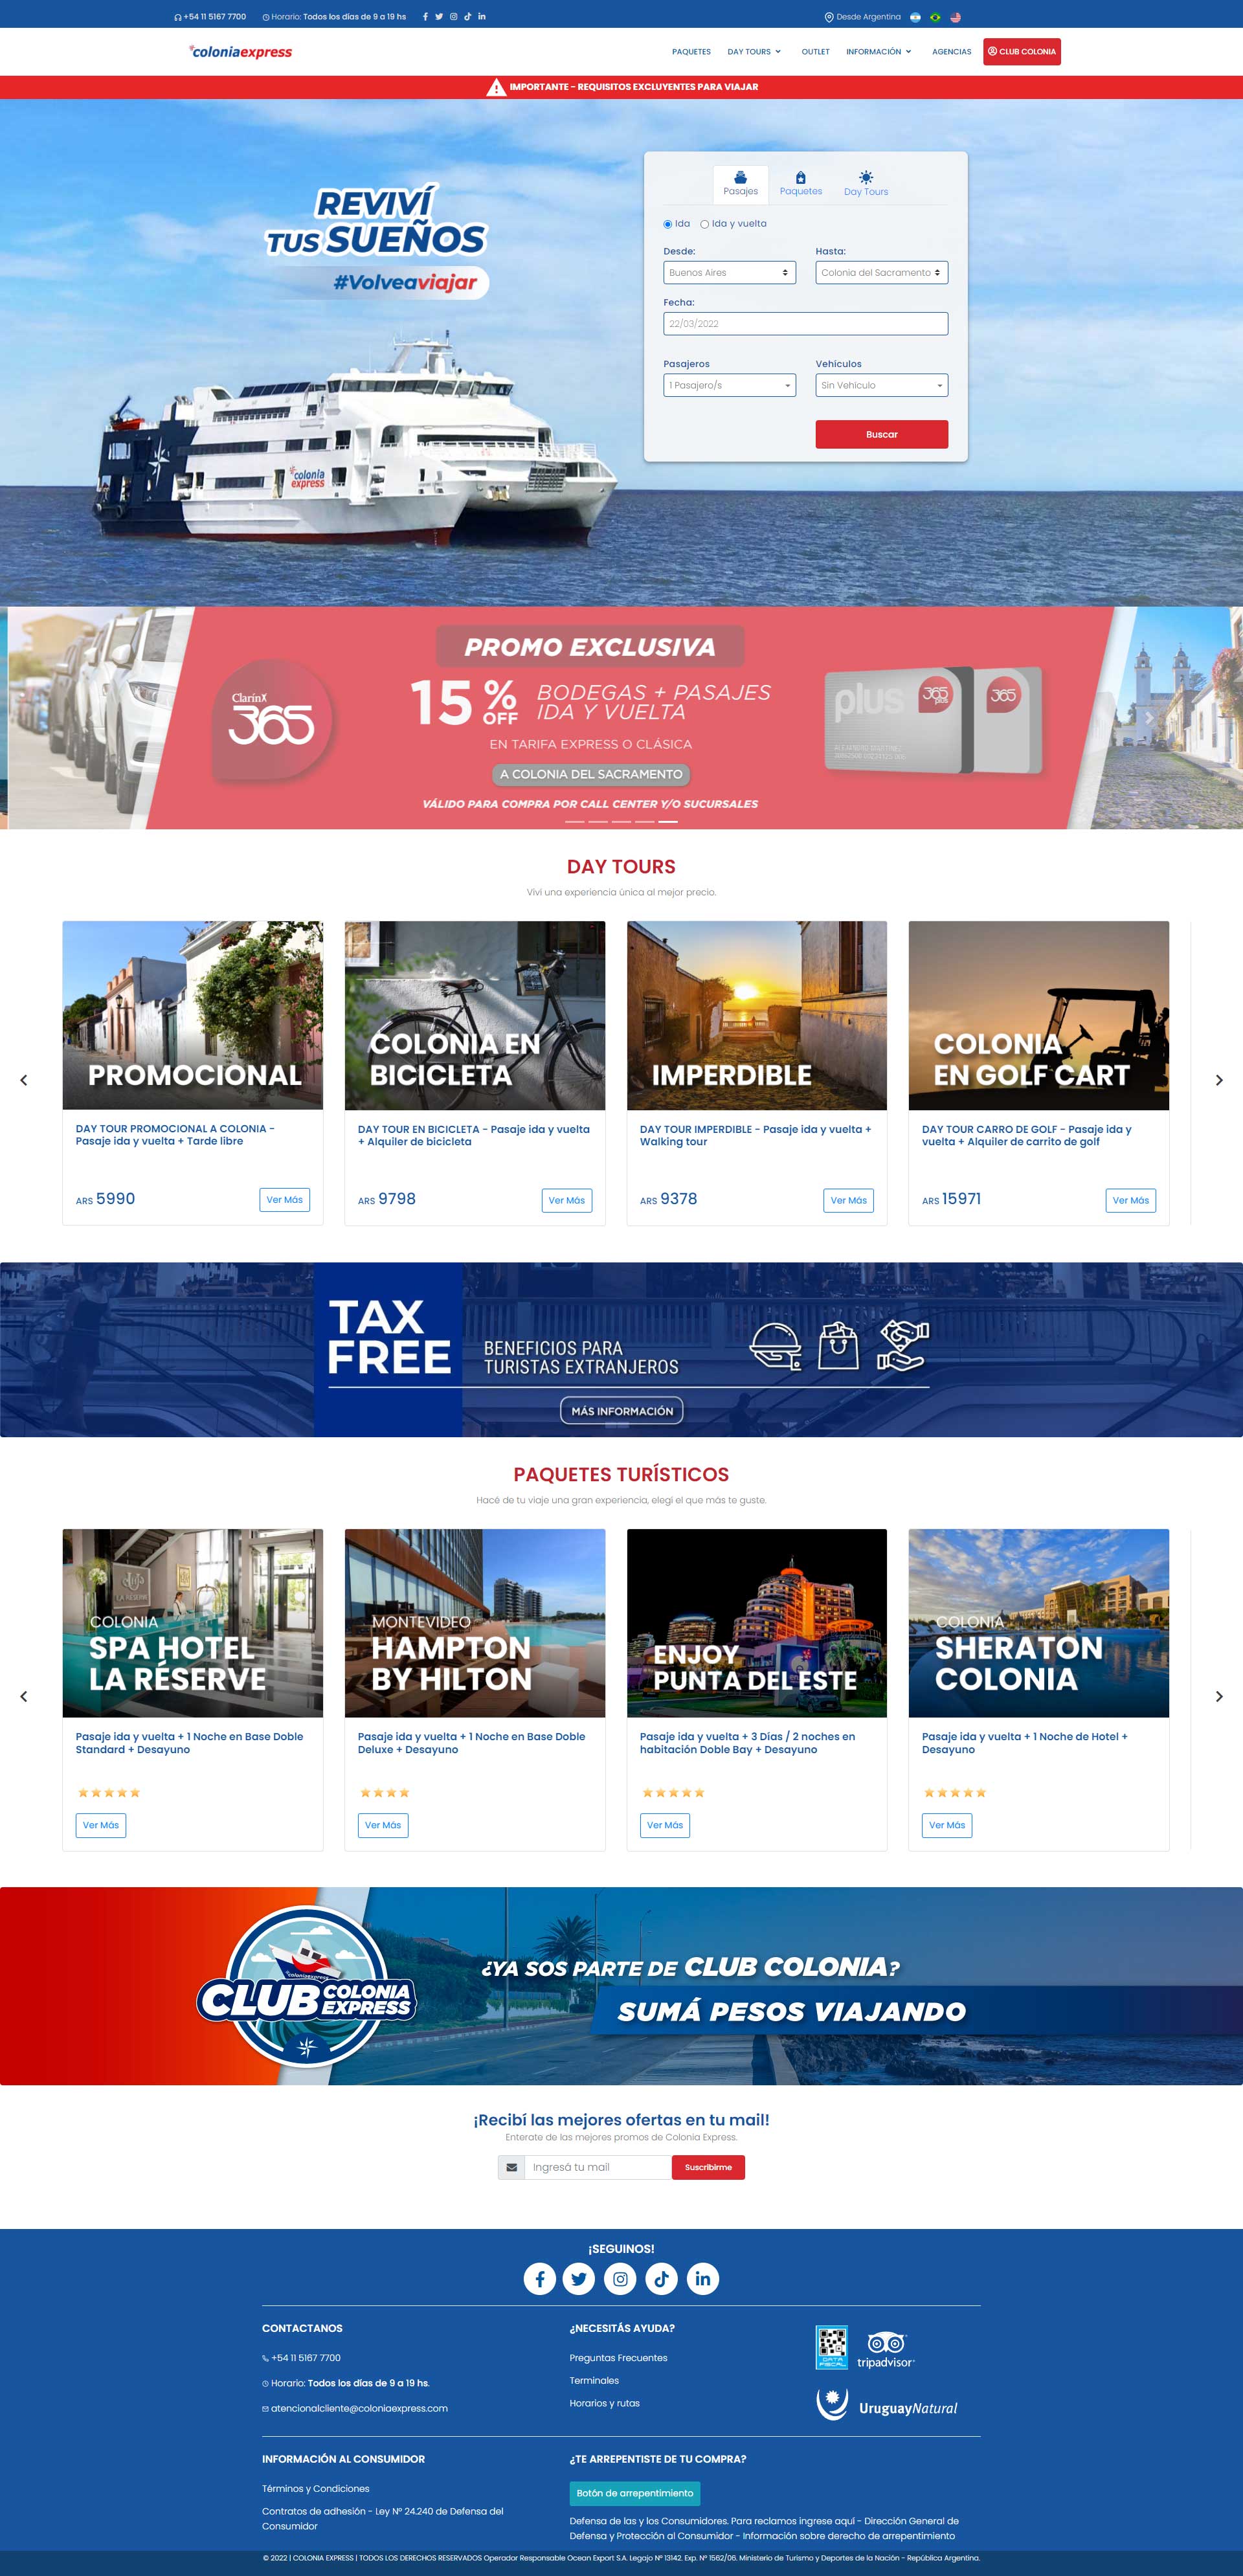 +54 11 5167 7700
Horario: Todos los días de 9 a 19 hs
Desde Argentina
coloniaexpress
PAQUETES
DAY TOURS
OUTLET
INFORMACIÓN
AGENCIAS
CLUB COLONIA
IMPORTANTE - REQUISITOS EXCLUYENTES PARA VIAJAR
REVIVÍ
TUS SUEÑOS
#Volveaviajar
colonia
express
Pasajes
Paquetes
Day Tours
Ida
Ida y vuelta
Desde:
Hasta:
Buenos Aires
Colonia del Sacramento
Fecha:
22/03/2022
Pasajeros
Vehículos
1 Pasajero/s
Sin Vehículo
Buscar
PROMO EXCLUSIVA
Clarín X
365
15% OFF
BODEGAS + PASAJES
IDA Y VUELTA
EN TARIFA EXPRESS O CLÁSICA
A COLONIA DEL SACRAMENTO
VÁLIDO PARA COMPRA POR CALL CENTER Y/O SUCURSALES
plus
365
plus
365
DAY TOURS
Viví una experiencia única al mejor precio.
PROMOCIONAL
DAY TOUR PROMOCIONAL A COLONIA -
Pasaje ida y vuelta + Tarde libre
ARS 5990
Ver Más
COLONIA EN
BICICLETA
DAY TOUR EN BICICLETA - Pasaje ida y vuelta
+ Alquiler de bicicleta
ARS 9798
Ver Más
IMPERDIBLE
DAY TOUR IMPERDIBLE - Pasaje ida y vuelta +
Walking tour
ARS 9378
Ver Más
COLONIA
EN GOLF CART
DAY TOUR CARRO DE GOLF - Pasaje ida y
vuelta + Alquiler de carrito de golf
ARS 15971
Ver Más
TAX
FREE
BENEFICIOS PARA
TURISTAS EXTRANJEROS
MÁS INFORMACIÓN
PAQUETES TURÍSTICOS
Hacé de tu viaje una gran experiencia, elegí el que más te guste.
LA RESERVE
COLONIA
SPA HOTEL
LA RÉSERVE
Pasaje ida y vuelta + 1 Noche en Base Doble
Standard + Desayuno
Ver Más
MONTEVIDEO
HAMPTON
BY HILTON
Pasaje ida y vuelta + 1 Noche en Base Doble
Deluxe + Desayuno
Ver Más
ENJOY
PUNTA DEL ESTE
Pasaje ida y vuelta + 3 Días / 2 noches en
habitación Doble Bay + Desayuno
Ver Más
COLONIA
SHERATON
COLONIA
Pasaje ida y vuelta + 1 Noche de Hotel +
Desayuno
Ver Más
coloniaexpress
CLUB COLONIA
EXPRESS
¿YA SOS PARTE DE CLUB COLONIA?
SUMÁ PESOS VIAJANDO
¡Recibí las mejores ofertas en tu mail!
Enterate de las mejores promos de Colonia Express.
Ingresá tu mail
Suscribirme
¡SEGUINOS!
CONTACTANOS
+54 11 5167 7700
Horario: Todos los días de 9 a 19 hs.
atencionalcliente@coloniaexpress.com
¿NECESITÁS AYUDA?
Preguntas Frecuentes
Terminales
Horarios y rutas
DATA
FISCAL
tripadvisor
UruguayNatural
INFORMACIÓN AL CONSUMIDOR
Términos y Condiciones
Contratos de adhesión - Ley Nº 24.240 de Defensa del
Consumidor
¿TE ARREPENTISTE DE TU COMPRA?
Botón de arrepentimiento
Defensa de las y los Consumidores. Para reclamos ingrese aquí - Dirección General de
Defensa y Protección al Consumidor - Información sobre derecho de arrepentimiento
© 2022 | COLONIA EXPRESS | TODOS LOS DERECHOS RESERVADOS Operador Responsable Ocean Export S.A. Legajo Nº 13142, Exp. Nº 1562/06, Ministerio de Turismo y Deportes de la Nación - República Argentina.